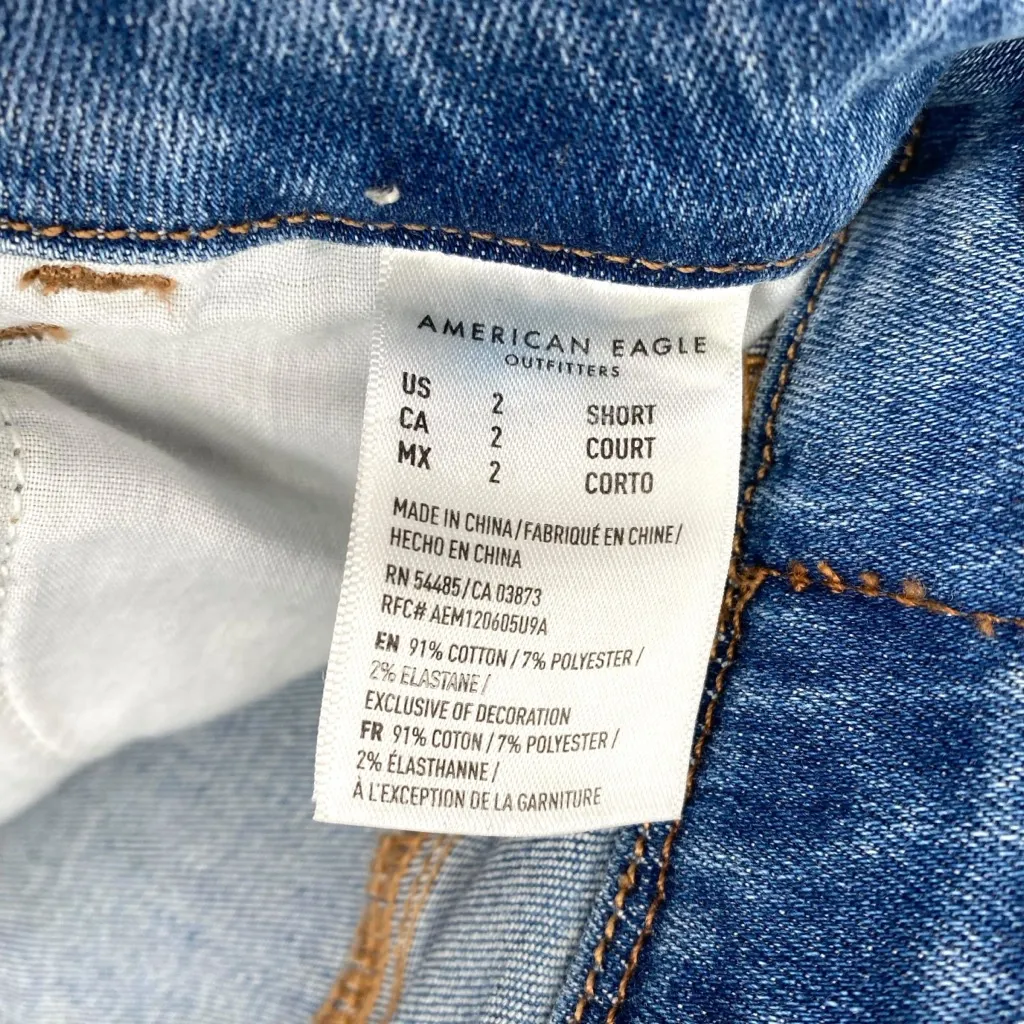 AMERICAN EAGLE
OUTFITTERS
US 2 SHORT
CA 2 COURT
MX 2 CORTO
MADE IN CHINA/FABRIQUÉ EN CHINE/
HECHO EN CHINA
RN 54485/CA 03873
RFC# AEM120605U9A
EN 91% COTTON / 7% POLYESTER /
2% ELASTANE /
EXCLUSIVE OF DECORATION
FR 91% COTON / 7% POLYESTER /
2% ÉLASTHANNE /
À L'EXCEPTION DE LA GARNITURE